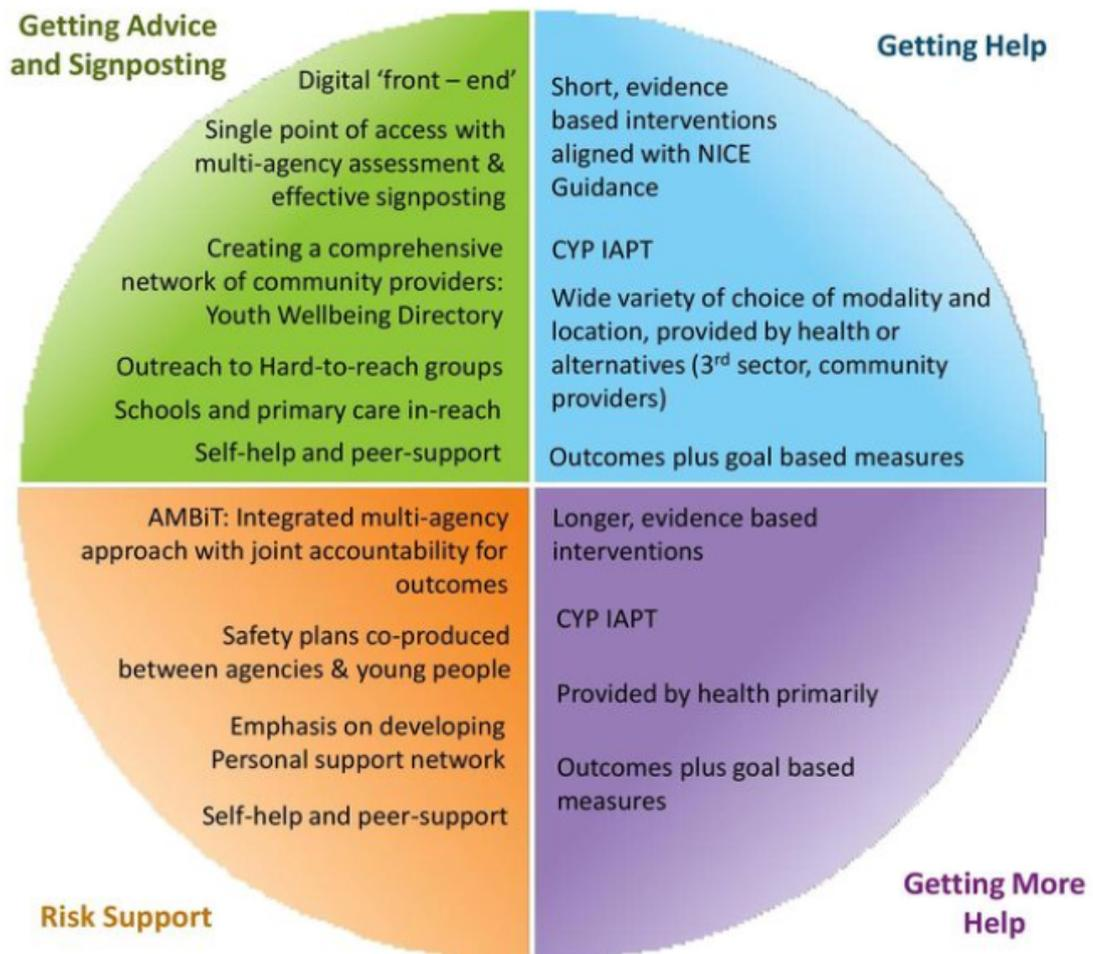 Getting Advice
and Signposting
Digital ‘front – end’
Single point of access with
multi-agency assessment &
effective signposting
Creating a comprehensive
network of community providers:
Youth Wellbeing Directory
Outreach to Hard-to-reach groups
Schools and primary care in-reach
Self-help and peer-support
Getting Help
Short, evidence
based interventions
aligned with NICE
Guidance
CYP IAPT
Wide variety of choice of modality and
location, provided by health or
alternatives (3rd sector, community
providers)
Outcomes plus goal based measures
AMBiT: Integrated multi-agency
approach with joint accountability for
outcomes
Safety plans co-produced
between agencies & young people
Emphasis on developing
Personal support network
Self-help and peer-support
Risk Support
Longer, evidence based
interventions
CYP IAPT
Provided by health primarily
Outcomes plus goal based
measures
Getting More
Help